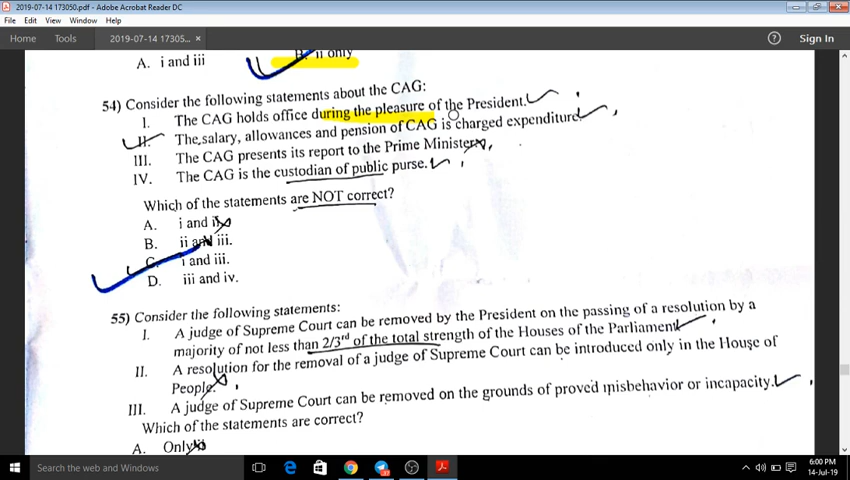 2019-07-14 173050.pdf - Adobe Acrobat Reader DC
File Edit View Window Help
Home Tools 2019-07-14 17305... × Sign In
A. i and iii B. ii only
54) Consider the following statements about the CAG:
I. The CAG holds office during the pleasure of the President.
II. The salary, allowances and pension of CAG is charged expenditure.
III. The CAG presents its report to the Prime Minister.
IV. The CAG is the custodian of public purse.
Which of the statements are NOT correct?
A. i and
B. ii and iii.
C. i and iii.
D. iii and iv.
55) Consider the following statements:
I. A judge of Supreme Court can be removed by the President on the passing of a resolution by a
majority of not less than 2/3rd of the total strength of the Houses of the Parliament
II. A resolution for the removal of a judge of Supreme Court can be introduced only in the House of
People.
III. A judge of Supreme Court can be removed on the grounds of proved misbehavior or incapacity.
Which of the statements are correct?
A. Only
Search the web and Windows
6:00 PM
14-Jul-19